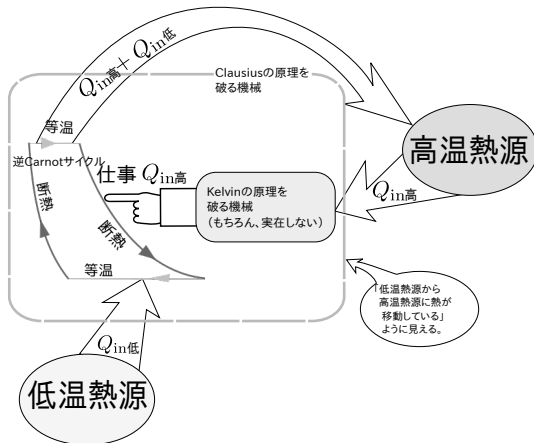 Qin高＋Qin低
Clausiusの原理を
破る機械
等温
高温熱源
逆Carnotサイクル
仕事 Qin高
Kelvinの原理を
破る機械
（もちろん、実在しない）
Qin高
断熱
断熱
等温
「低温熱源から
高温熱源に熱が
移動している」
ように見える。
Qin低
低温熱源